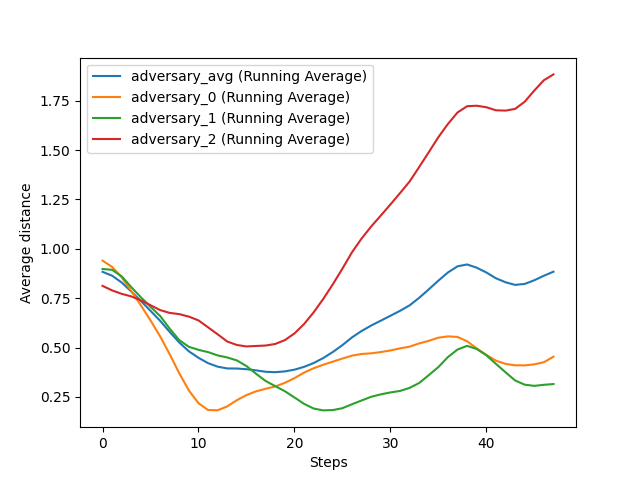 adversary_avg (Running Average)
adversary_0 (Running Average)
adversary_1 (Running Average)
adversary_2 (Running Average)
1.75
1.50
1.25
1.00
0.75
0.50
0.25
Average distance
0 10 20 30 40
Steps